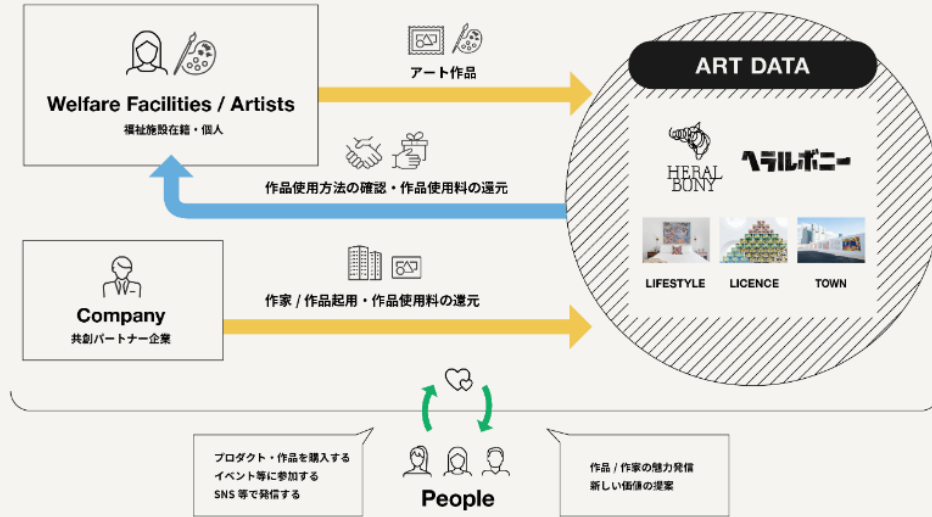 Welfare Facilities / Artists
福祉施設在籍・個人
アート作品
作品使用方法の確認・作品使用料の還元
Company
共創パートナー企業
作家 / 作品起用・作品使用料の還元
ART DATA
HERAL
BONY
ヘラルボニー
LIFESTYLE
LICENCE
TOWN
プロダクト・作品を購入する
イベント等に参加する
SNS 等で発信する
People
作品 / 作家の魅力発信
新しい価値の提案